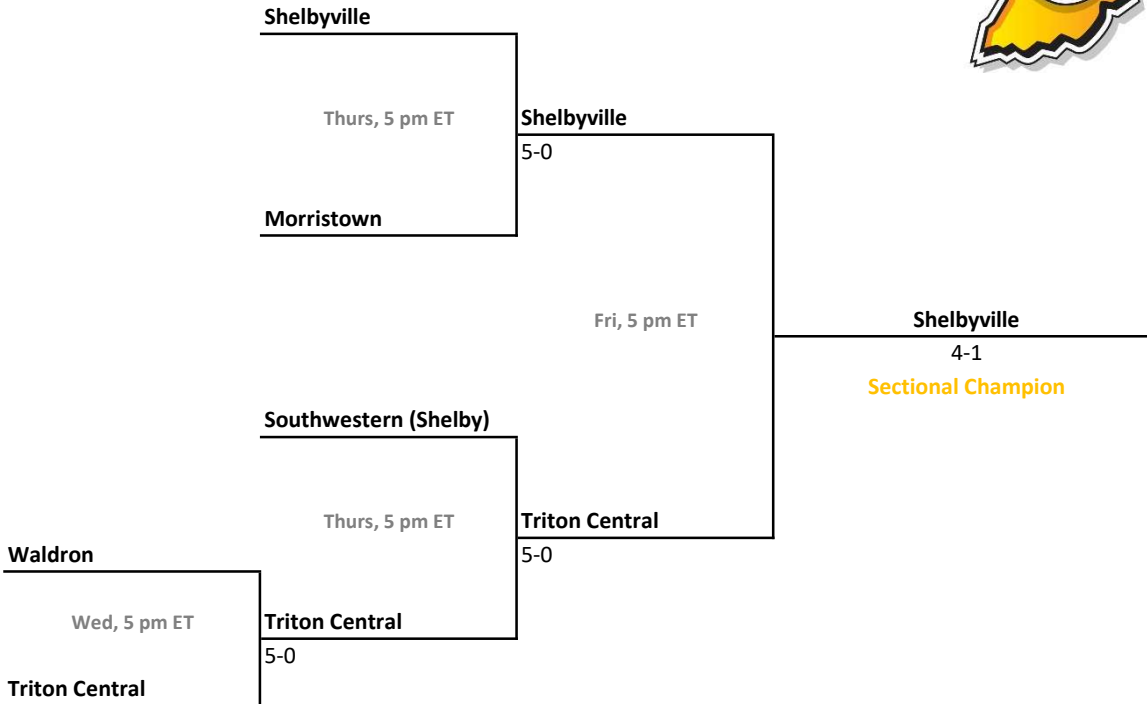 Shelbyville
Thurs, 5 pm ET
Shelbyville
5-0
Morristown
Fri, 5 pm ET
Shelbyville
4-1
Sectional Champion
Southwestern (Shelby)
Thurs, 5 pm ET
Triton Central
5-0
Waldron
Wed, 5 pm ET
Triton Central
5-0
Triton Central